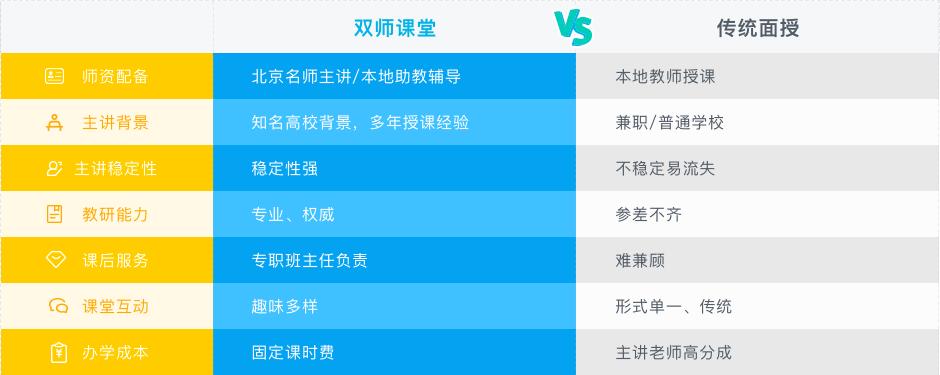 双师课堂 VS 传统面授
师资配备 北京名师主讲/本地助教辅导 本地教师授课
主讲背景 知名高校背景，多年授课经验 兼职/普通学校
主讲稳定性 稳定性强 不稳定易流失
教研能力 专业、权威 参差不齐
课后服务 专职班主任负责 难兼顾
课堂互动 趣味多样 形式单一、传统
办学成本 固定课时费 主讲老师高分成